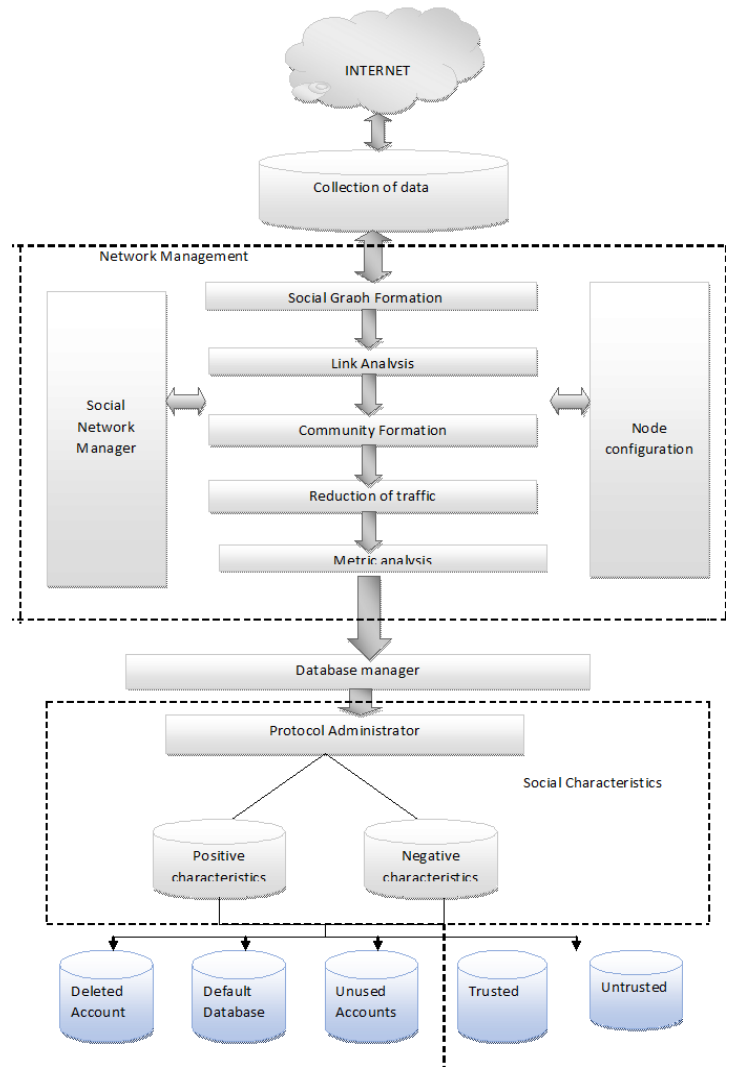 INTERNET
Collection of data
Network Management
Social Graph Formation
Link Analysis
Social
Network
Manager
Community Formation
Node
configuration
Reduction of traffic
Metric analysis
Database manager
Protocol Administrator
Social Characteristics
Positive
characteristics
Negative
characteristics
Deleted
Account
Default
Database
Unused
Accounts
Trusted
Untrusted